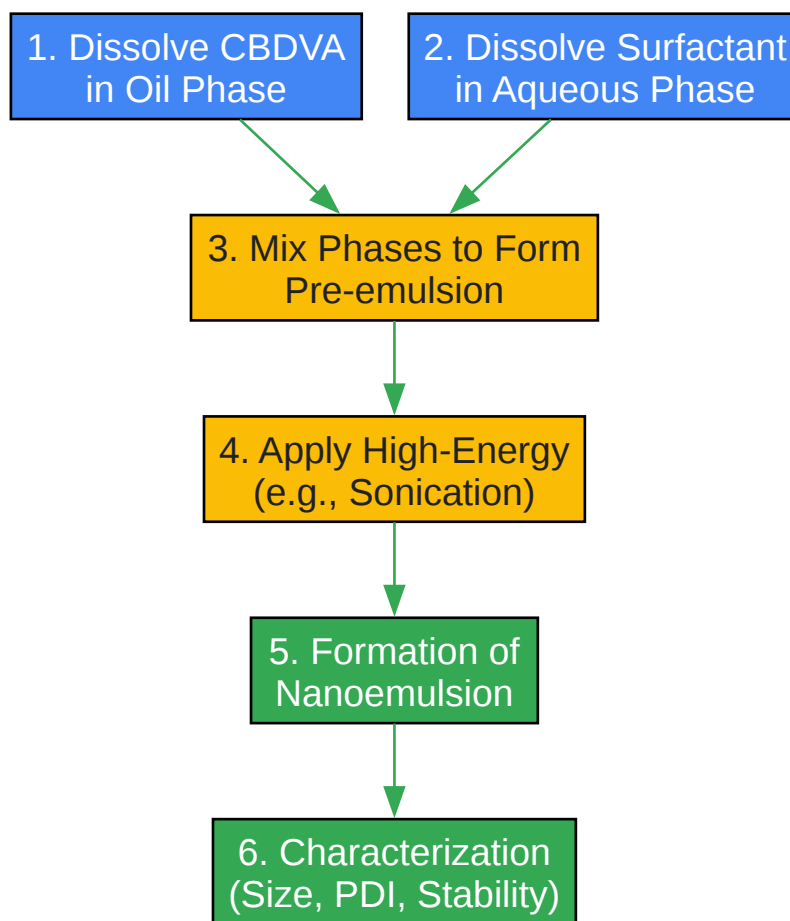 1. Dissolve CBDVA
in Oil Phase
2. Dissolve Surfactant
in Aqueous Phase
3. Mix Phases to Form
Pre-emulsion
4. Apply High-Energy
(e.g., Sonication)
5. Formation of
Nanoemulsion
6. Characterization
(Size, PDI, Stability)